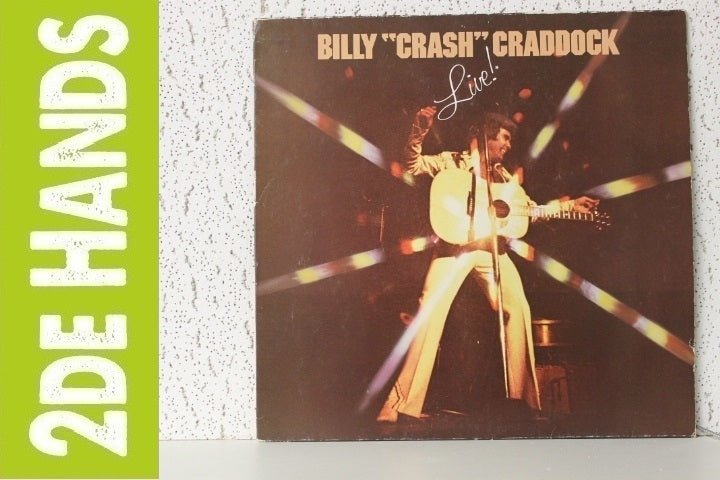 2DE HANDS
BILLY "CRASH" CRADDOCK
Live!